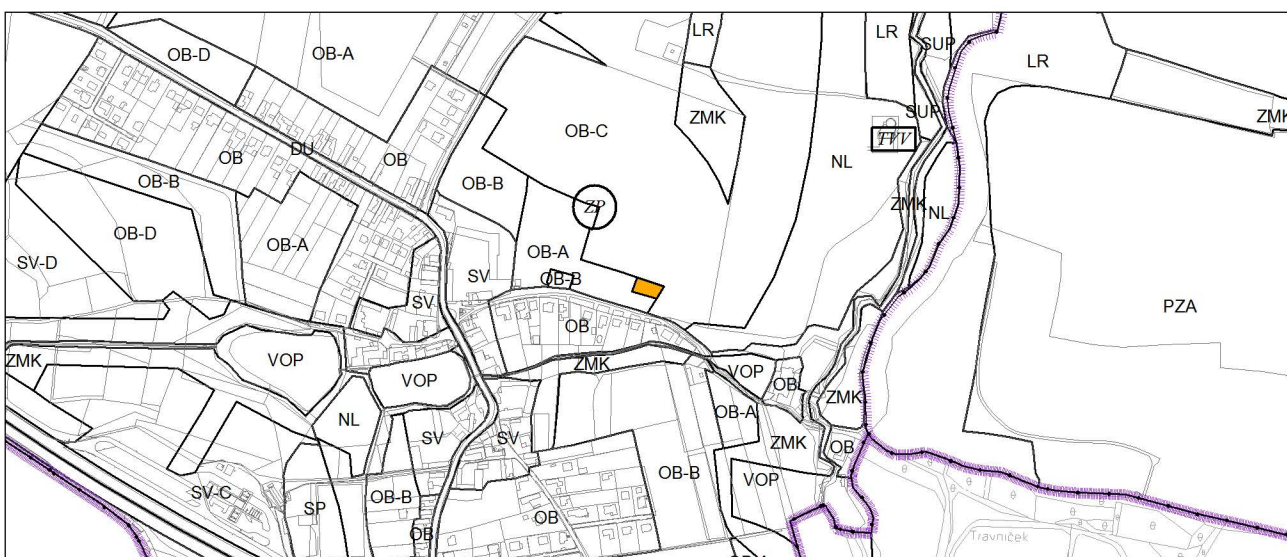 LR
LR
SUP
LR
OB-D
OB-A
ZMK
ZMK
SUP
OB-C
TVV
OB
DU
OB
NL
OB-B
OB-B
ZMK
NL
ZP
OB-D
OB-A
OB-A
SV-D
SV
OB-B
SV
PZA
OB
VOP
ZMK
ZMK
VOP
VOP
OB
ZMK
NL
OB-A
SV
SV
ZMK
OB
OB-B
VOP
SV-C
OB-B
SP
OB
OB
Travniček